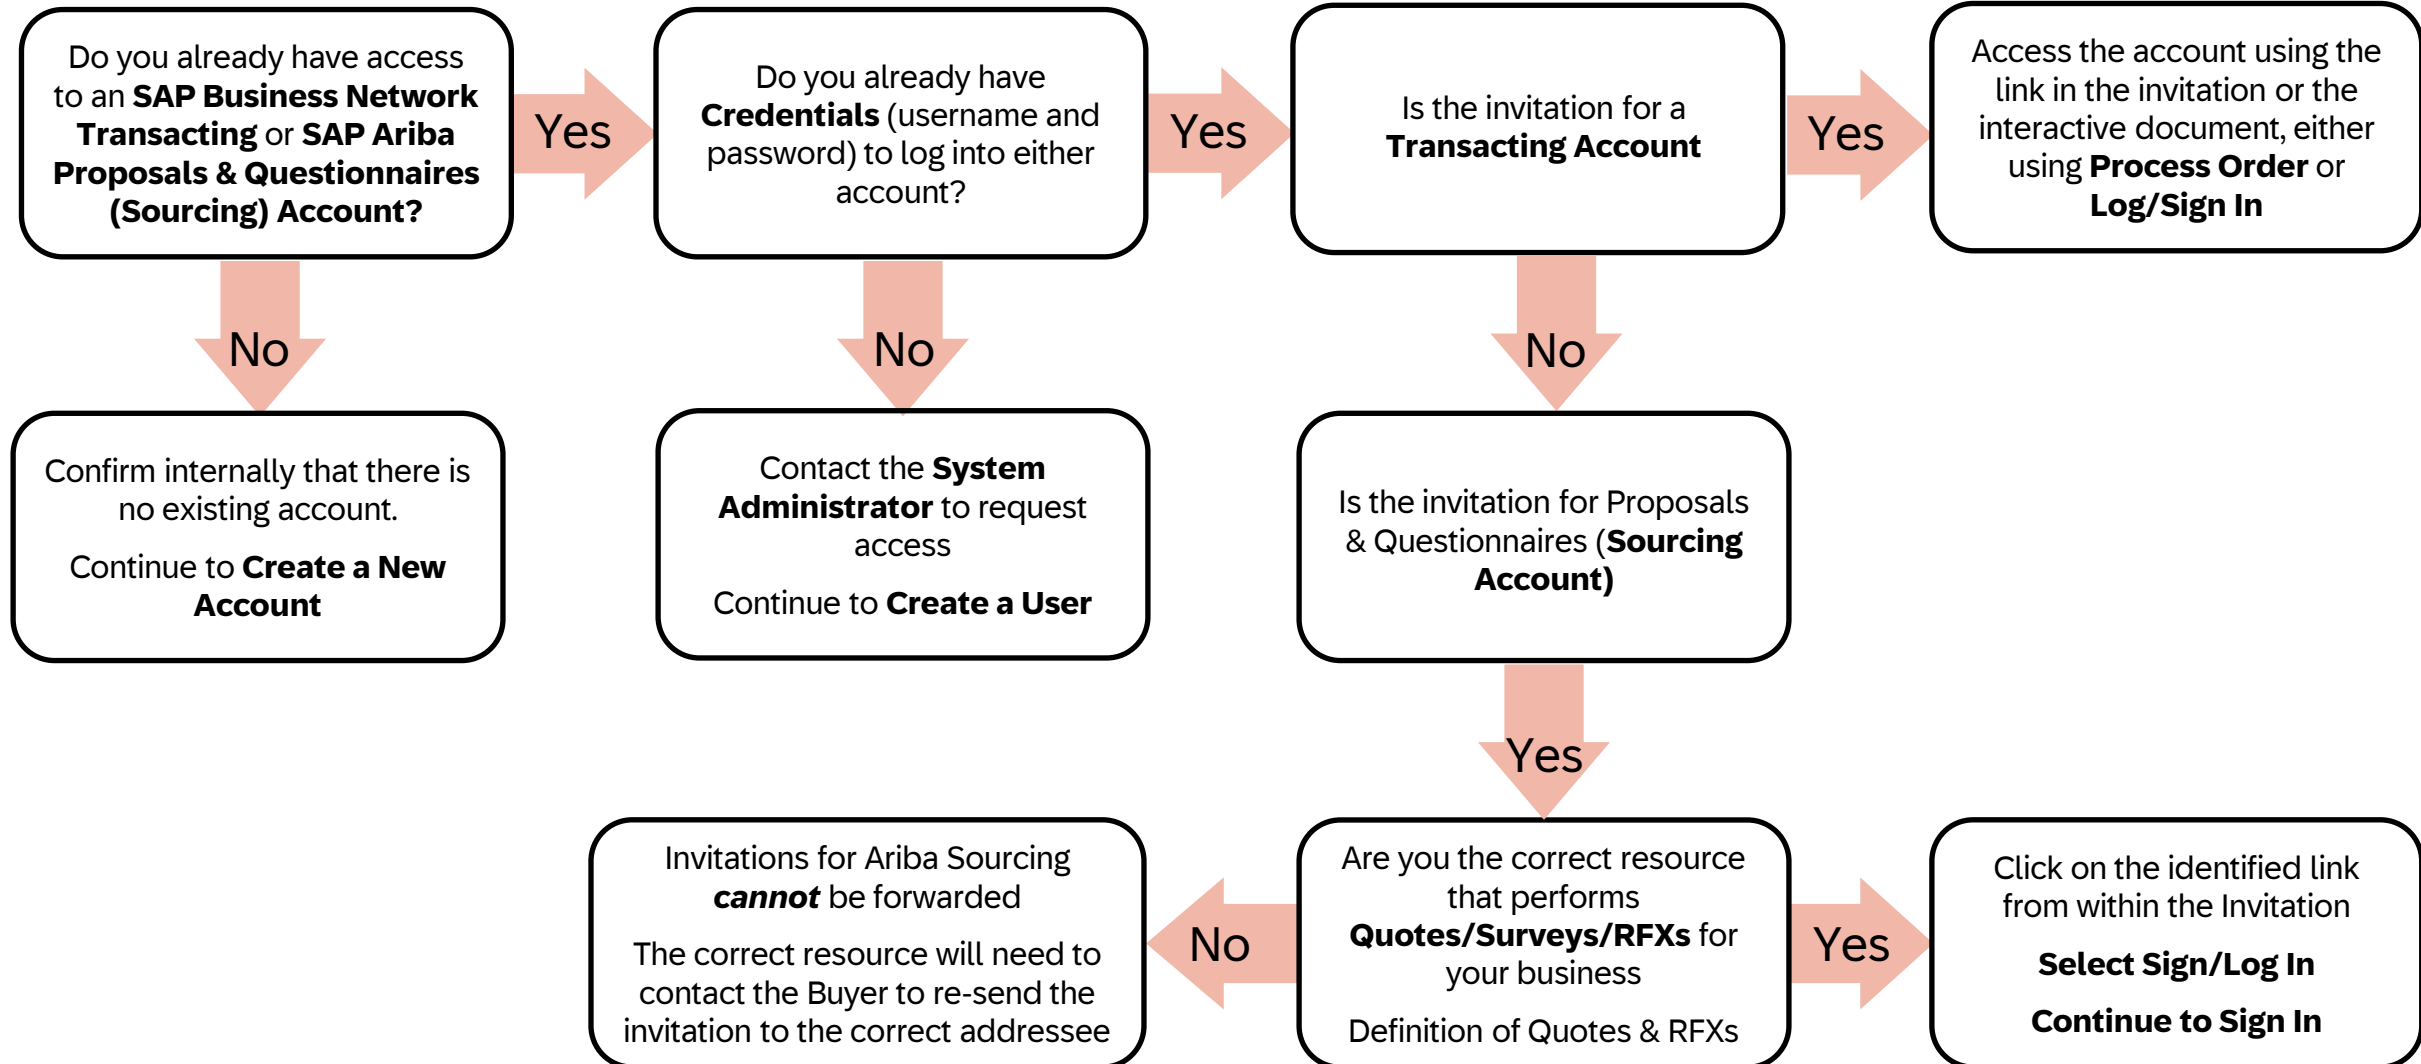 Do you already have access
to an SAP Business Network
Transacting or SAP Ariba
Proposals & Questionnaires
(Sourcing) Account?
Yes
Do you already have
Credentials (username and
password) to log into either
account?
Yes
Is the invitation for a
Transacting Account
Yes
Access the account using the
link in the invitation or the
interactive document, either
using Process Order or
Log/Sign In
No
No
No
Confirm internally that there is
no existing account.
Continue to Create a New
Account
Contact the System
Administrator to request
access
Continue to Create a User
Is the invitation for Proposals
& Questionnaires (Sourcing
Account)
Yes
Invitations for Ariba Sourcing
cannot be forwarded
The correct resource will need to
contact the Buyer to re-send the
invitation to the correct addressee
No
Are you the correct resource
that performs
Quotes/Surveys/RFXs for
your business
Definition of Quotes & RFXs
Yes
Click on the identified link
from within the Invitation
Select Sign/Log In
Continue to Sign In